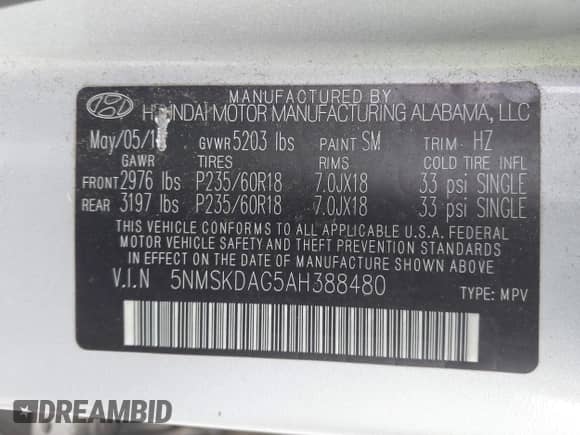 MANUFACTURED BY
HYUNDAI MOTOR MANUFACTURING ALABAMA, LLC
May/05/1 GVWR 5203 lbs PAINT SM TRIM· HZ
GAWR TIRES RIMS COLD TIRE INFL
FRONT 2976 lbs P235/60R18 7.0JX18 33 psi SINGLE
REAR 3197 lbs P235/60R18 7.0JX18 33 psi SINGLE
THIS VEHICLE CONFORMS TO ALL APPLICABLE U.S.A. FEDERAL
MOTOR VEHICLE SAFETY AND THEFT PREVENTION STANDARDS
IN EFFECT ON THE DATE OF MANUFACTURE SHOWN ABOVE.
V.I.N 5NMSKDAG5AH388480 TYPE: MPV
DREAMBID